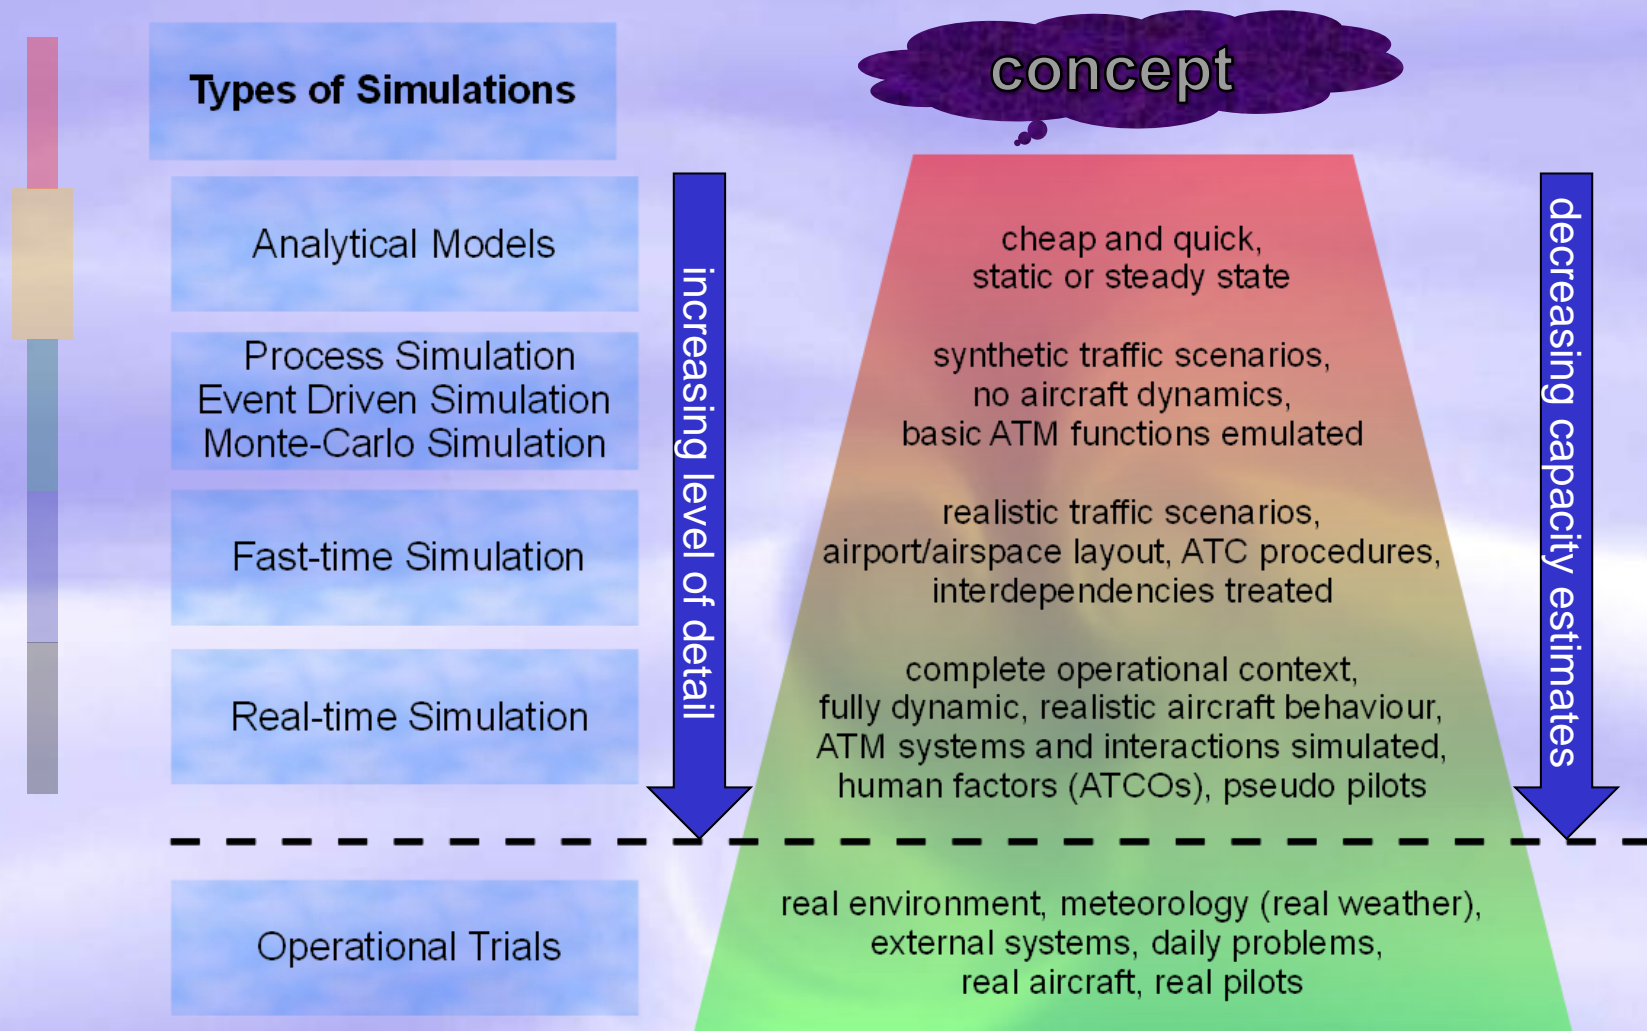 Types of Simulations
concept
Analytical Models
cheap and quick,
static or steady state
Process Simulation
Event Driven Simulation
Monte-Carlo Simulation
synthetic traffic scenarios,
no aircraft dynamics,
basic ATM functions emulated
Fast-time Simulation
realistic traffic scenarios,
airport/airspace layout, ATC procedures,
interdependencies treated
Real-time Simulation
complete operational context,
fully dynamic, realistic aircraft behaviour,
ATM systems and interactions simulated,
human factors (ATCOs), pseudo pilots
increasing level of detail
decreasing capacity estimates
Operational Trials
real environment, meteorology (real weather),
external systems, daily problems,
real aircraft, real pilots